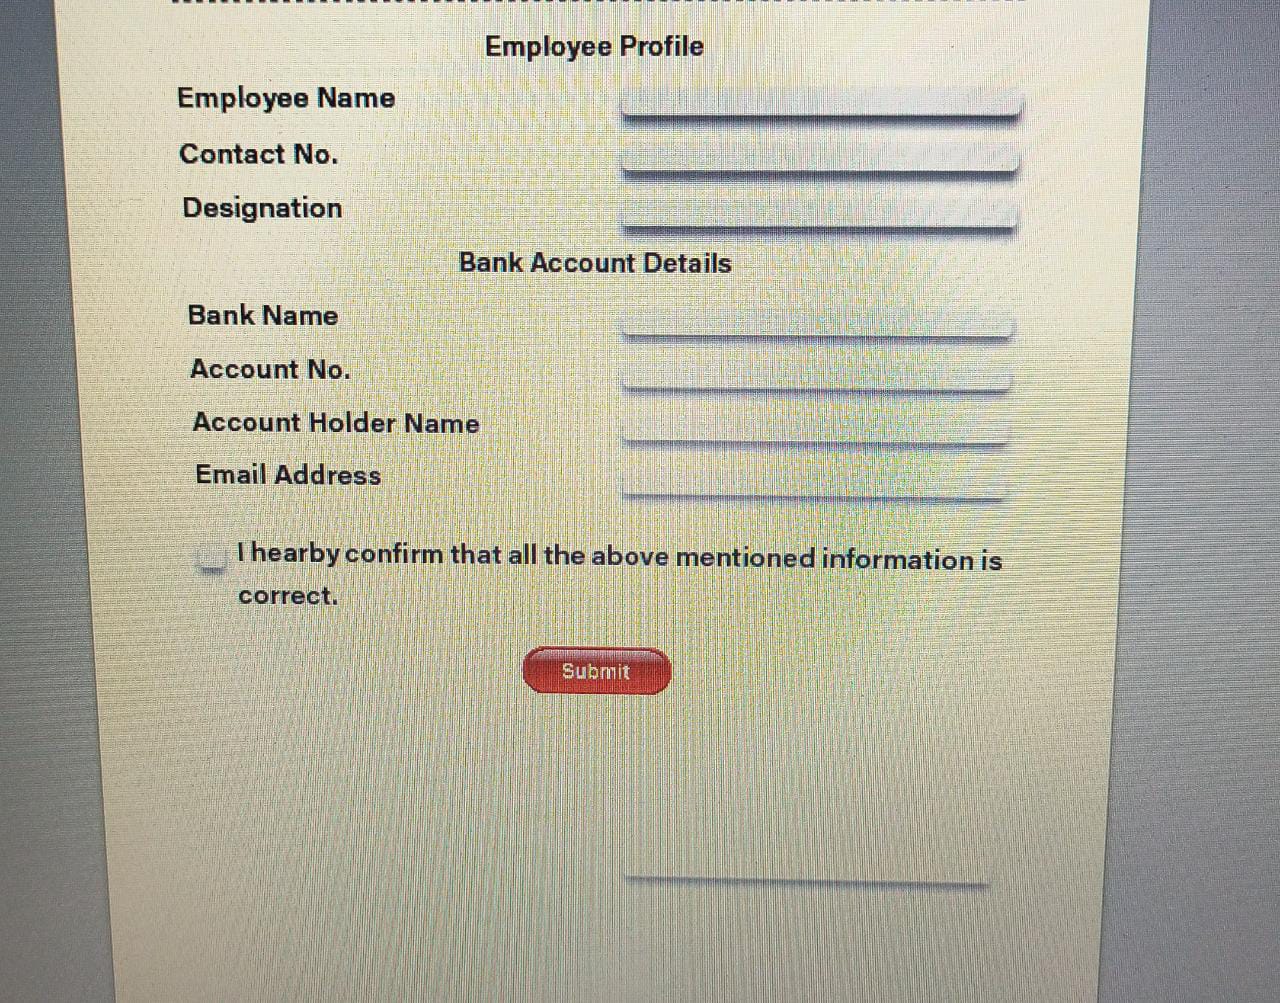 Employee Profile
Employee Name
Contact No.
Designation
Bank Account Details
Bank Name
Account No.
Account Holder Name
Email Address
I hearby confirm that all the above mentioned information is
correct.
Submit